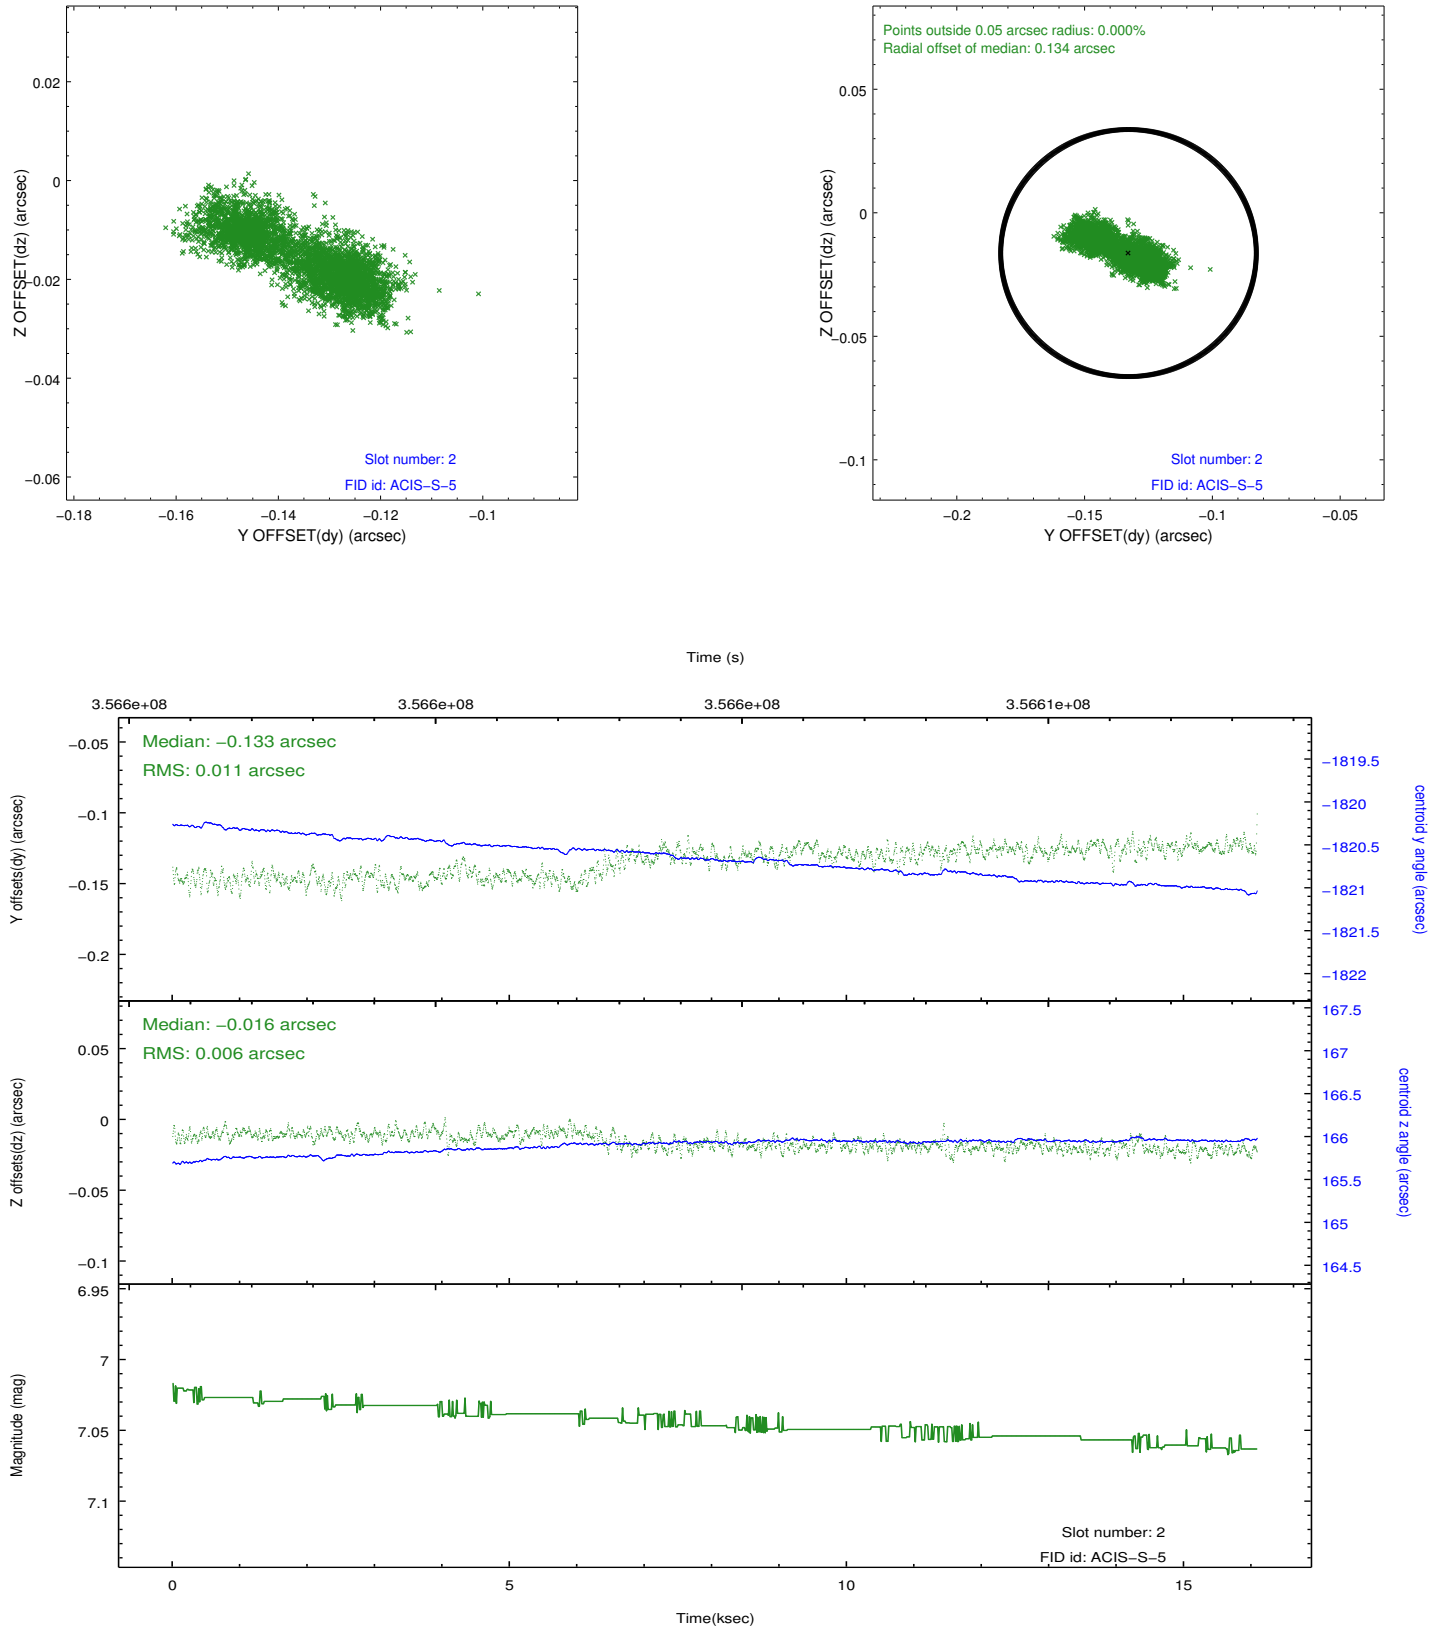 0.02
0
−0.02
−0.04
−0.06
Z OFFSET(dz) (arcsec)
Slot number: 2
FID id: ACIS−S−5
−0.18
−0.16
−0.14
−0.12
−0.1
Y OFFSET(dy) (arcsec)
Points outside 0.05 arcsec radius: 0.000%
Radial offset of median: 0.134 arcsec
0.05
0
−0.05
−0.1
Z OFFSET(dz) (arcsec)
Slot number: 2
FID id: ACIS−S−5
−0.2
−0.15
−0.1
−0.05
Y OFFSET(dy) (arcsec)
Time (s)
3.566e+08
3.566e+08
3.566e+08
3.5661e+08
Median: −0.133 arcsec
RMS: 0.011 arcsec
−0.05
−0.1
−0.15
−0.2
Y offsets(dy) (arcsec)
−1819.5
−1820
−1820.5
−1821
−1821.5
−1822
centroid y angle (arcsec)
Median: −0.016 arcsec
RMS: 0.006 arcsec
0.05
0
−0.05
−0.1
Z offsets(dz) (arcsec)
167.5
167
166.5
166
165.5
165
164.5
centroid z angle (arcsec)
6.95
7
7.05
7.1
Magnitude (mag)
Slot number: 2
FID id: ACIS−S−5
0
5
10
15
Time(ksec)